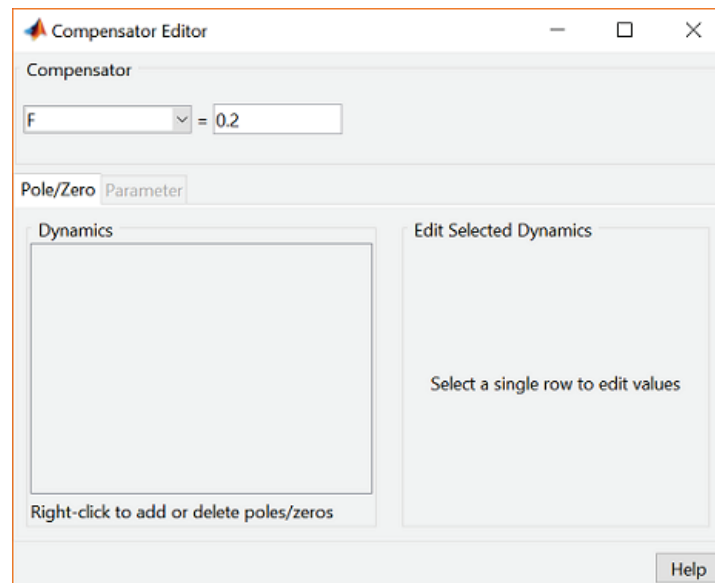 Compensator Editor
Compensator
F = 0.2
Pole/Zero Parameter
Dynamics
Edit Selected Dynamics
Select a single row to edit values
Right-click to add or delete poles/zeros
Help